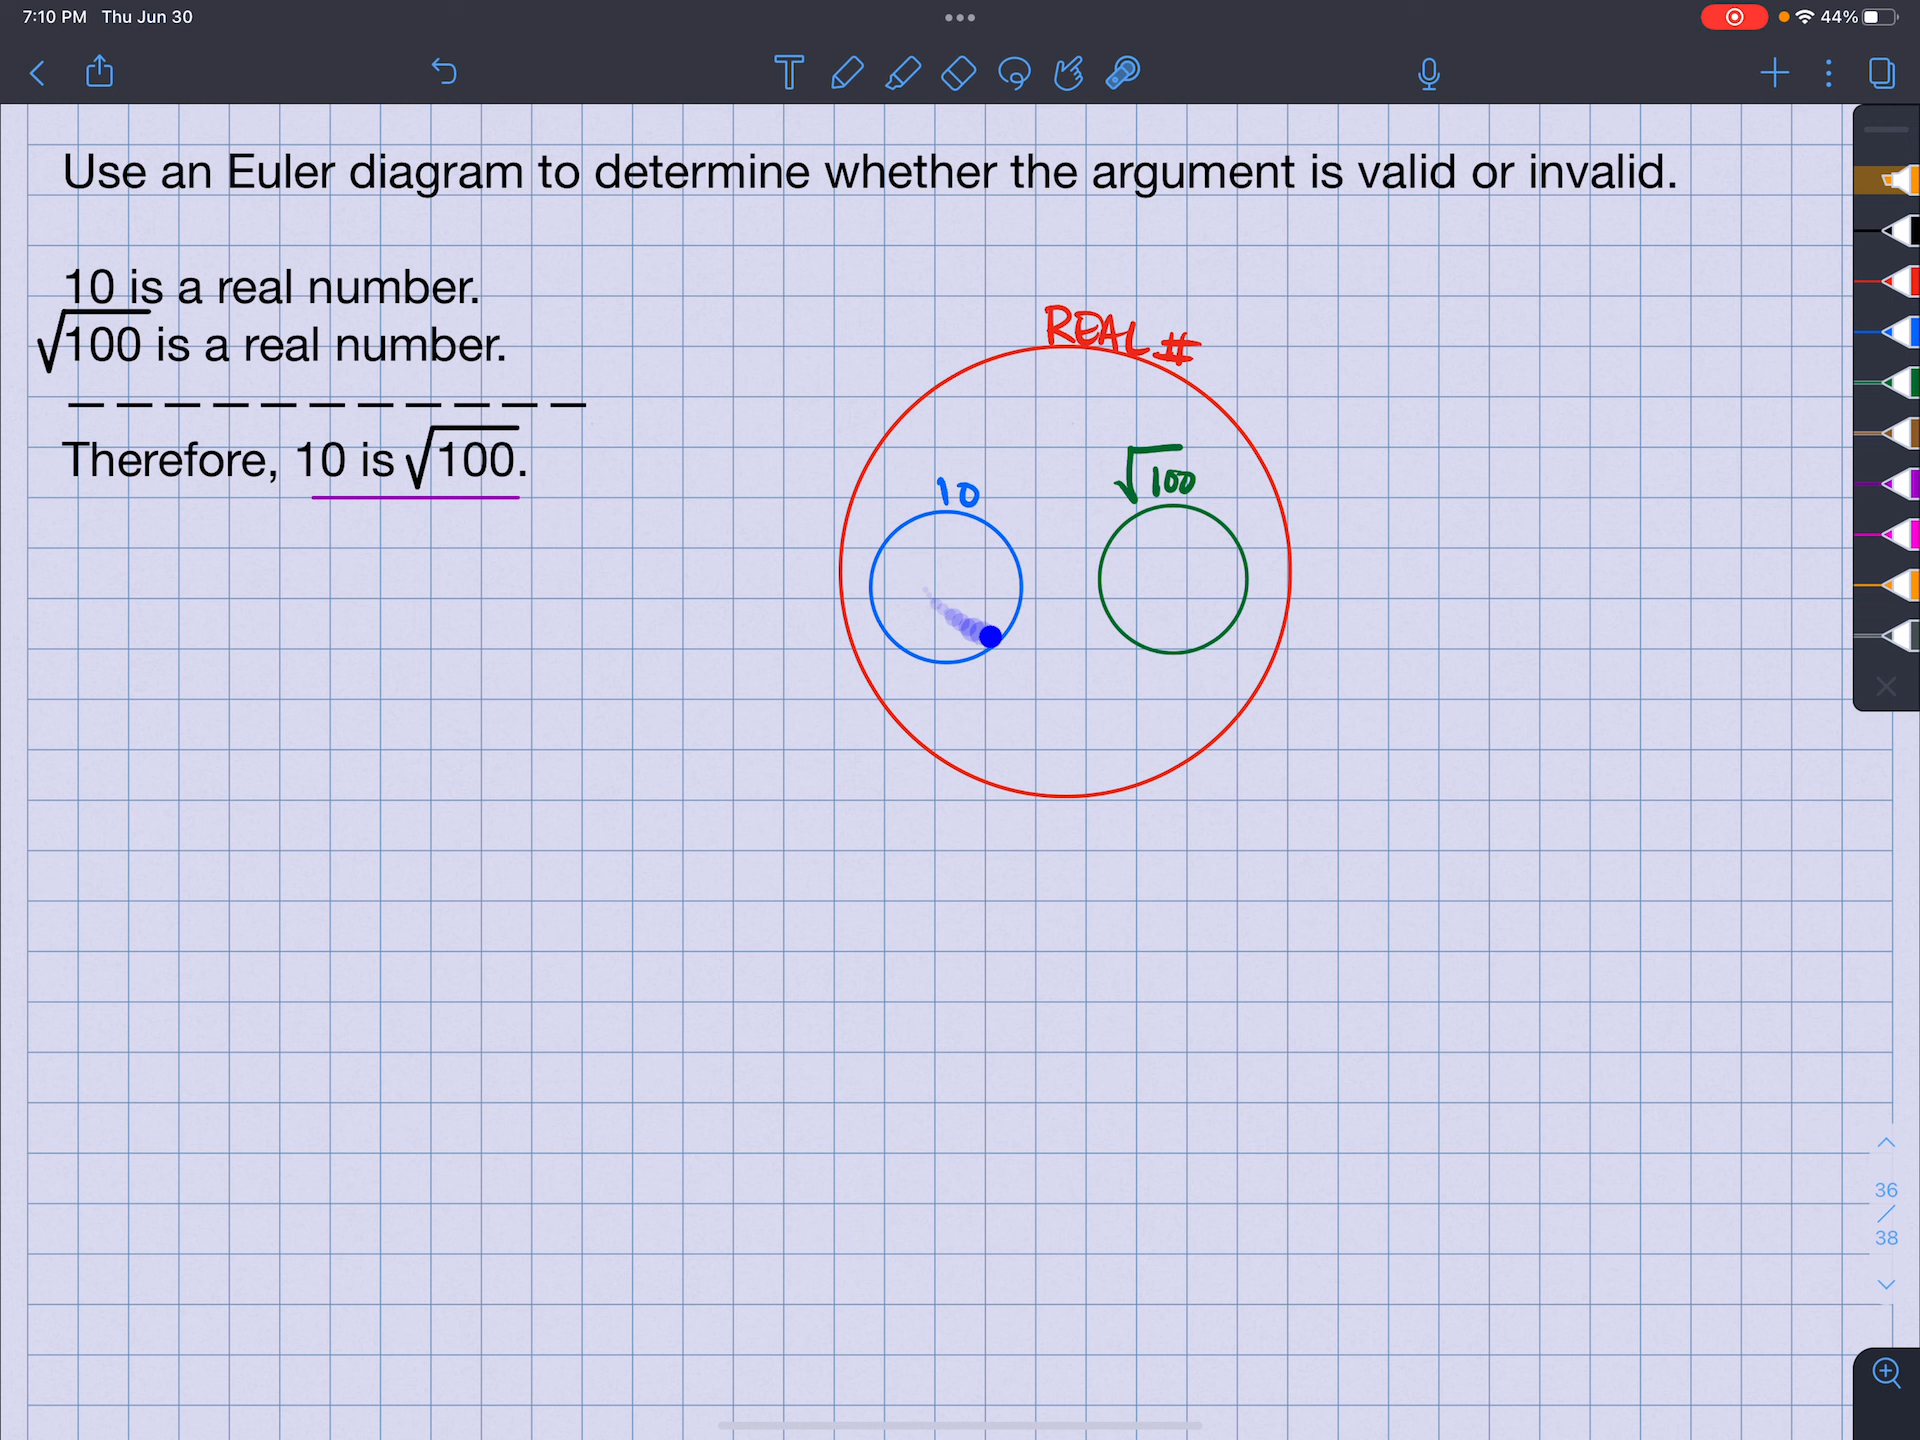 7:10 PM Thu Jun 30
44%
Use an Euler diagram to determine whether the argument is valid or invalid.
10 is a real number.
√100 is a real number.
Therefore, 10 is √100.
REAL #
10
√100
36
/
38